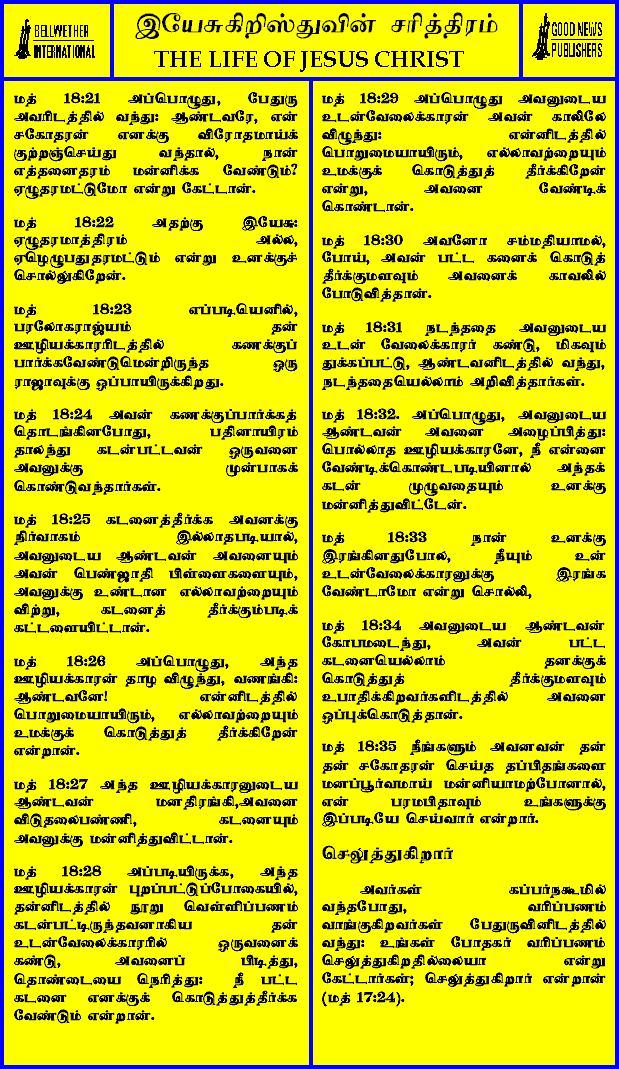 BELLWETHER
INTERNATIONAL
இயேசுகிறிஸ்துவின் சரித்திரம்
THE LIFE OF JESUS CHRIST
GOOD NEWS
PUBLISHERS
மத் 18:21 அப்பொழுது, பேதுரு
அவரிடத்தில் வந்து: ஆண்டவரே, என்
சகோதரன் எனக்கு விரோதமாய்க்
குற்றஞ்செய்து வந்தால், நான்
எத்தனைதரம் மன்னிக்க வேண்டும்?
ஏழுதரமட்டுமோ என்று கேட்டான்.
மத் 18:22 அதற்கு இயேசு:
ஏழுதரமாத்திரம் அல்ல,
ஏழெழுபதுதரமட்டும் என்று உனக்குச்
சொல்லுகிறேன்.
மத் 18:23 எப்படியெனில்,
பரலோகராஜ்யம் தன்
ஊழியக்காரரிடத்தில் கணக்குப்
பார்க்கவேண்டுமென்றிருந்த ஒரு
ராஜாவுக்கு ஒப்பாயிருக்கிறது.
மத் 18:24 அவன் கணக்குப்பார்க்கத்
தொடங்கினபோது, பதினாயிரம்
தாலந்து கடன்பட்டவன் ஒருவனை
அவனுக்கு முன்பாகக்
கொண்டுவந்தார்கள்.
மத் 18:25 கடனைத்தீர்க்க அவனக்கு
நிர்வாகம் இல்லாதபடியால்,
அவனுடைய ஆண்டவன் அவனையும்
அவன் பெண்ஜாதி பிள்ளைகளையும்,
அவனுக்கு உண்டான எல்லாவற்றையும்
விற்று, கடனைத் தீர்க்கும்படிக்
கட்டளையிட்டான்.
மத் 18:26 அப்பொழுது, அந்த
ஊழியக்காரன் தாழ விழுந்து, வணங்கி:
ஆண்டவனே! என்னிடத்தில்
பொறுமையாயிரும், எல்லாவற்றையும்
உமக்குக் கொடுத்துத் தீர்க்கிறேன்
என்றான்.
மத் 18:27 அந்த ஊழியக்காரனுடைய
ஆண்டவன் மனதிரங்கி,அவனை
விடுதலைபண்ணி, கடனையும்
அவனுக்கு மன்னித்துவிட்டான்.
மத் 18:28 அப்படியிருக்க, அந்த
ஊழியக்காரன் புறப்பட்டுப்போகையில்,
தன்னிடத்தில் நூறு வெள்ளிப்பணம்
கடன்பட்டிருந்தவனாகிய தன்
உடன்வேலைக்காரரில் ஒருவனைக்
கண்டு, அவனைப் பிடித்து,
தொண்டையை நெரித்து: நீ பட்ட
கடனை எனக்குக் கொடுத்துத்தீர்க்க
வேண்டும் என்றான்.
மத் 18:29 அப்பொழுது அவனுடைய
உடன்வேலைக்காரன் அவன் காலிலே
விழுந்து: என்னிடத்தில்
பொறுமையாயிரும், எல்லாவற்றையும்
உமக்குக் கொடுத்துத் தீர்க்கிறேன்
என்று, அவனை வேண்டிக்
கொண்டான்.
மத் 18:30 அவனோ சம்மதியாமல்,
போய், அவன் பட்ட கனைக் கொடுத்
தீர்க்குமளவும் அவனைக் காவலில்
போடுவித்தான்.
மத் 18:31 நடந்ததை அவனுடைய
உடன் வேலைக்காரர் கண்டு, மிகவும்
துக்கப்பட்டு, ஆண்டவனிடத்தில் வந்து,
நடந்ததையெல்லாம் அறிவித்தார்கள்.
மத் 18:32. அப்பொழுது, அவனுடைய
ஆண்டவன் அவனை அழைப்பித்து:
பொல்லாத ஊழியக்காரனே, நீ என்னை
வேண்டிக்கொண்டபடியினால் அந்தக்
கடன் முழுவதையும் உனக்கு
மன்னித்துவிட்டேன்.
மத் 18:33 நான் உனக்கு
இரங்கினதுபோல, நீயும் உன்
உடன்வேலைக்காரனுக்கு இரங்க
வேண்டாமோ என்று சொல்லி,
மத் 18:34 அவனுடைய ஆண்டவன்
கோபமடைந்து, அவன் பட்ட
கடனையெல்லாம் தனக்குக்
கொடுத்துத் தீர்க்குமளவும்
உபாதிக்கிறவர்களிடத்தில் அவனை
ஒப்புக்கொடுத்தான்.
மத் 18:35 நீங்களும் அவனவன் தன்
தன் சகோதரன் செய்த தப்பிதங்களை
மனப்பூர்வமாய் மன்னியாமற்போனால்,
என் பரமபிதாவும் உங்களுக்கு
இப்படியே செய்வார் என்றார்.
செலுத்துகிறார்
அவர்கள் கப்பர்நகூமில்
வந்தபோது, வரிப்பணம்
வாங்குகிறவர்கள் பேதுருவினிடத்தில்
வந்து: உங்கள் போதகர் வரிப்பணம்
செலுத்துகிறதில்லையா என்று
கேட்டார்கள்; செலுத்துகிறார் என்றான்
(மத் 17:24).